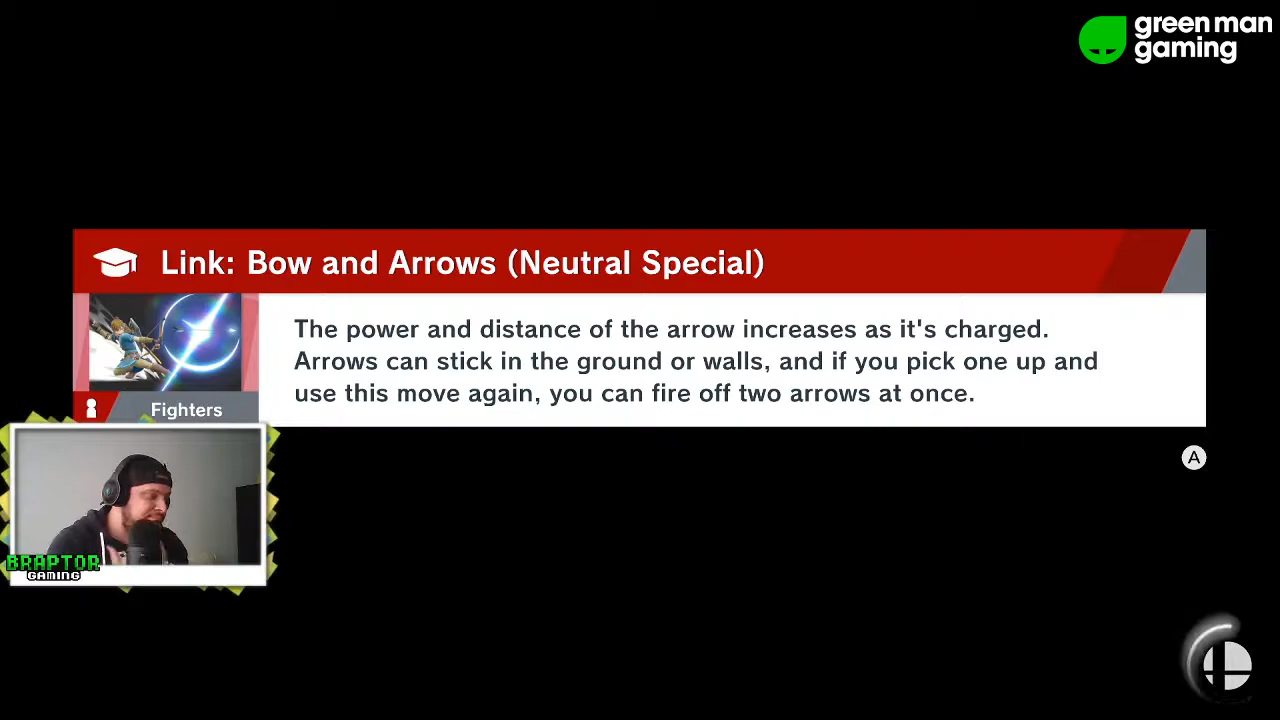 green man
gaming
Link: Bow and Arrows (Neutral Special)
The power and distance of the arrow increases as it's charged.
Arrows can stick in the ground or walls, and if you pick one up and
use this move again, you can fire off two arrows at once.
Fighters
A
BRAPTOR
GAMING